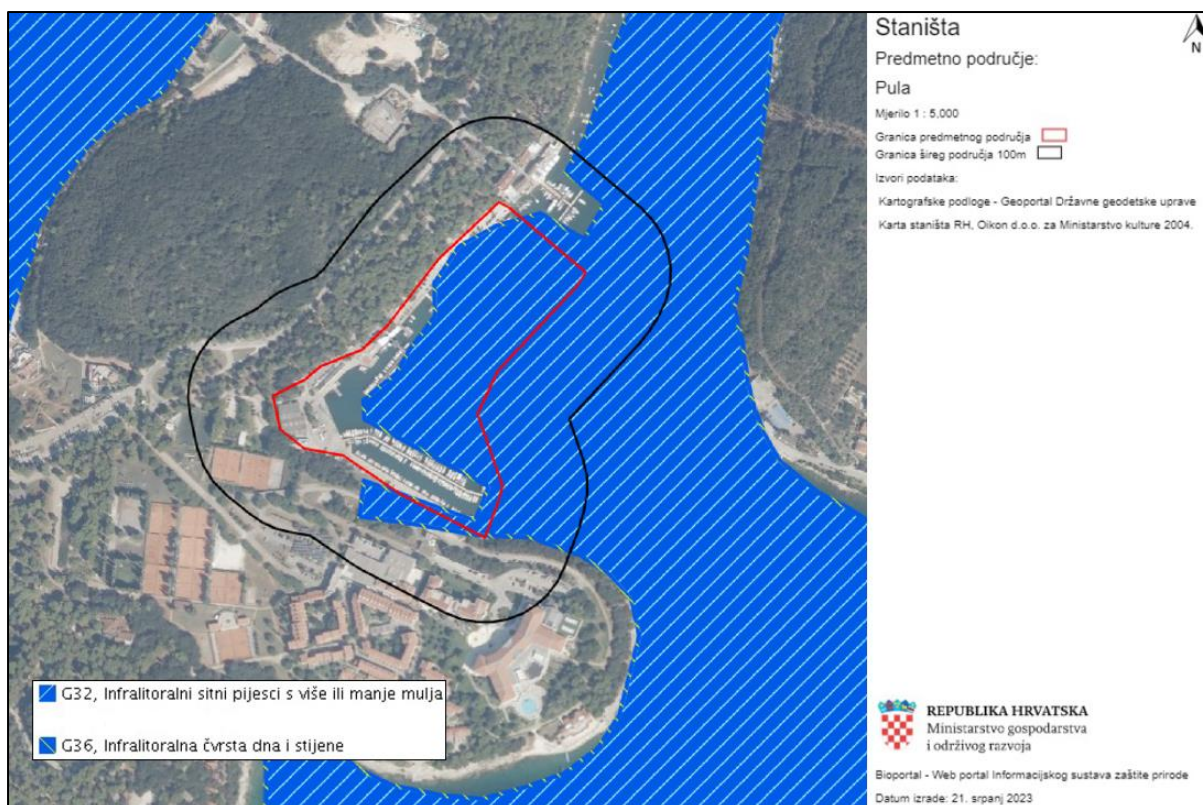 Staništa
N
Predmetno područje:
Pula
Mjerilo 1 : 5,000
Granica predmetnog područja
Granica šireg područja 100m
Izvori podataka:
Kartografske podloge - Geoportal Državne geodetske uprave
Karta staništa RH, Oikon d.o.o. za Ministarstvo kulture 2004.
G32, Infralitoralni sitni pijesci s više ili manje mulja
G36, Infralitoralna čvrsta dna i stijene
REPUBLIKA HRVATSKA
Ministarstvo gospodarstva
i održivog razvoja
Bioportal - Web portal Informacijskog sustava zaštite prirode
Datum izrade: 21. srpanj 2023